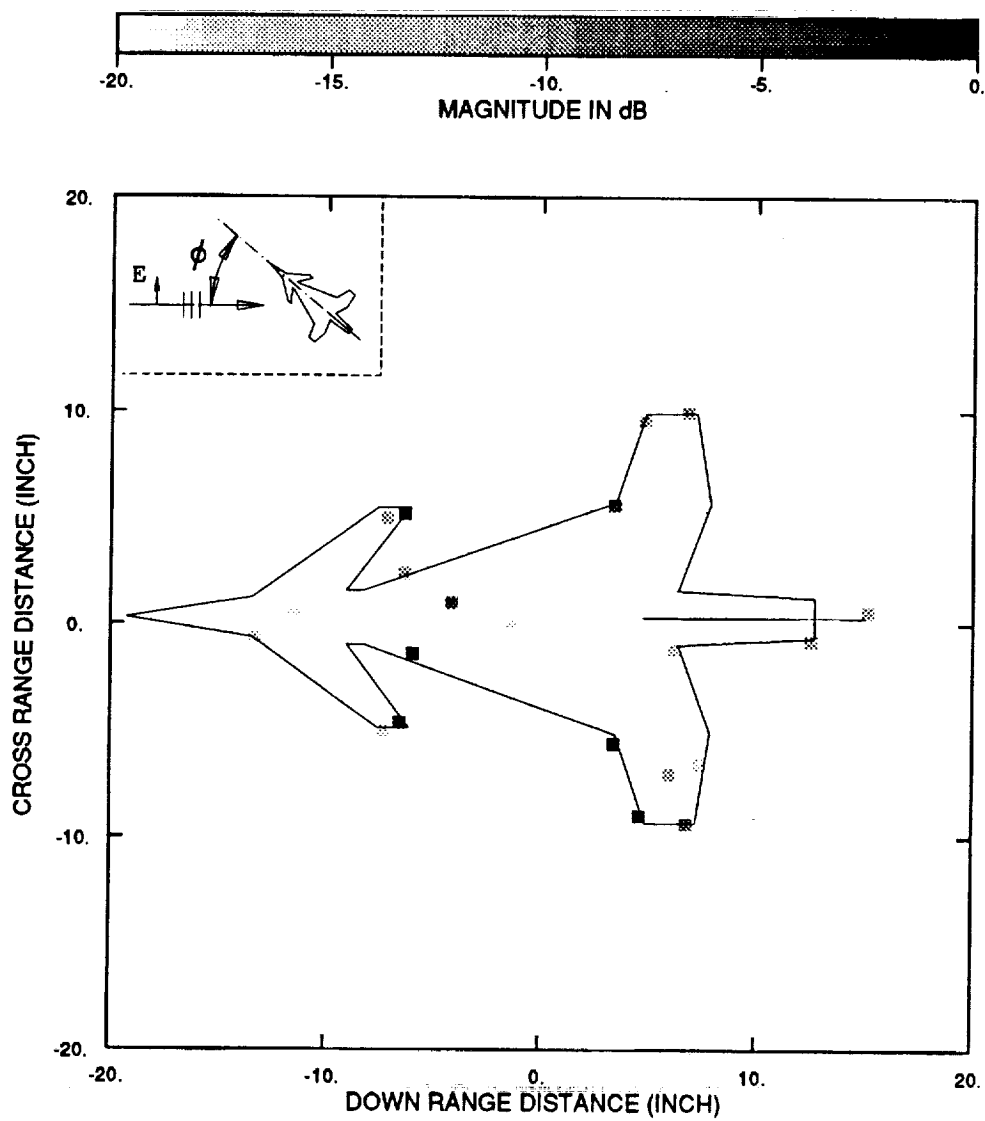 -20. -15. -10. -5. 0.
MAGNITUDE IN dB
20.
ϕ
E
10.
0.
-10.
-20.
CROSS RANGE DISTANCE (INCH)
-20. -10. 0. 10. 20.
DOWN RANGE DISTANCE (INCH)